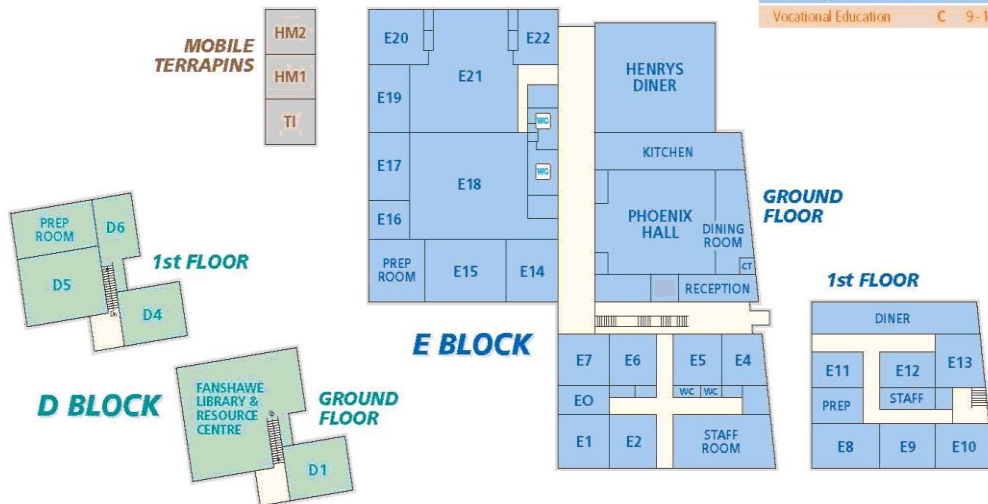 Vocational Education C 9-1
MOBILE
TERRAPINS
HM2
HM1
TI
E20
E22
E21
E19
WC
E17
WC
E18
E16
PREP
ROOM
E15
E14
HENRYS
DINER
KITCHEN
PHOENIX
HALL
DINING
ROOM
CT
RECEPTION
GROUND
FLOOR
E BLOCK
E7
E6
E5
E4
WC
WC
EO
E1
E2
STAFF
ROOM
1st FLOOR
DINER
E11
E12
E13
PREP
STAFF
E8
E9
E10
PREP
ROOM
D6
D5
D4
Dn
1st FLOOR
D BLOCK
FANSHAWE
LIBRARY &
RESOURCE
CENTRE
D1
GROUND
FLOOR